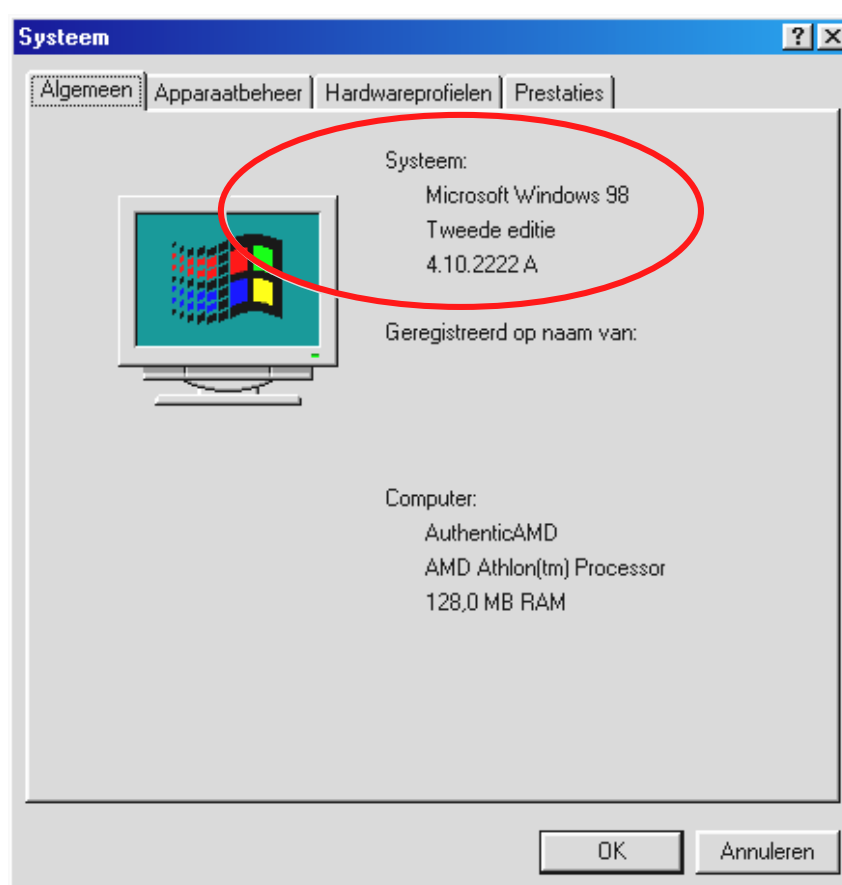 Systeem
Algemeen Apparaatbeheer Hardwareprofielen Prestaties
Systeem:
Microsoft Windows 98
Tweede editie
4.10.2222 A
Geregistreerd op naam van:
Computer:
AuthenticAMD
AMD Athlon(tm) Processor
128,0 MB RAM
OK Annuleren